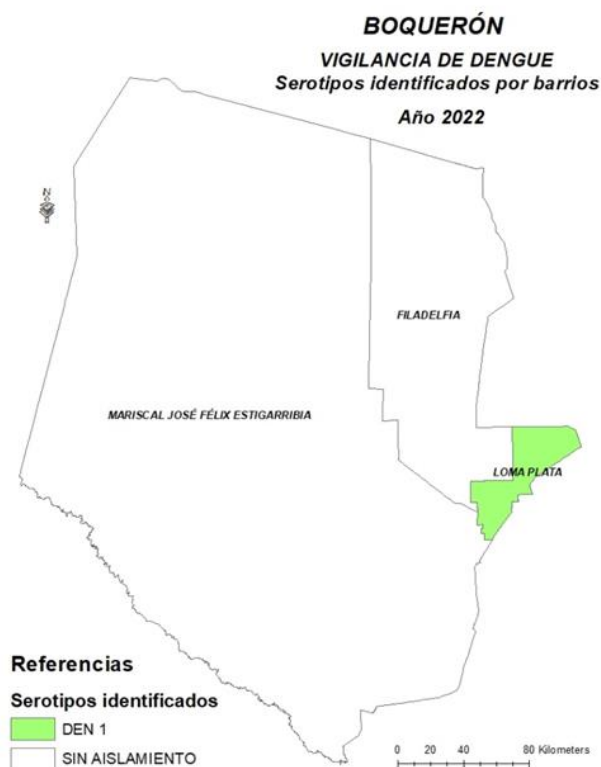 BOQUERÓN
VIGILANCIA DE DENGUE
Serotipos identificados por barrios
Año 2022
N
FILADELFIA
MARISCAL JOSÉ FÉLIX ESTIGARRIBIA
LOMA PLATA
Referencias
Serotipos identificados
DEN 1
SIN AISLAMIENTO
0 20 40 80 Kilometers